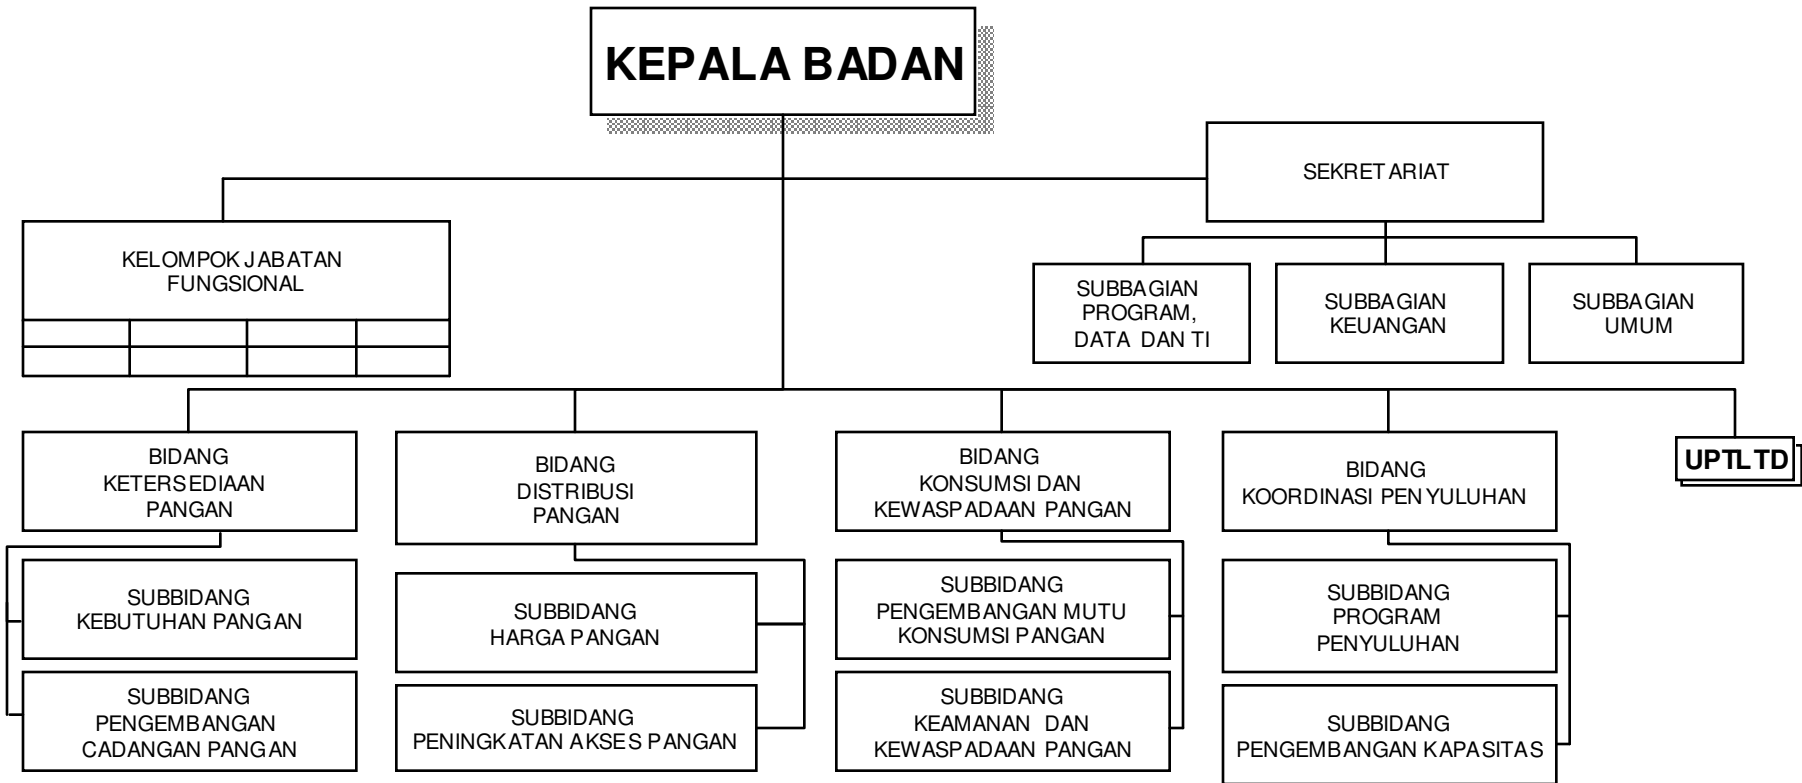 KEPALA BADAN
SEKRETARIAT
KELOMPOK JABATAN
FUNGSIONAL
SUBBAGIAN
PROGRAM,
DATA DAN TI
SUBBAGIAN
KEUANGAN
SUBBAGIAN
UMUM
BIDANG
KETERSEDIAAN
PANGAN
BIDANG
DISTRIBUSI
PANGAN
BIDANG
KONSUMSI DAN
KEWASPADAAN PANGAN
BIDANG
KOORDINASI PENYULUHAN
UPTLTD
SUBBIDANG
KEBUTUHAN PANGAN
SUBBIDANG
HARGA PANGAN
SUBBIDANG
PENGEMBANGAN MUTU
KONSUMSI PANGAN
SUBBIDANG
PROGRAM
PENYULUHAN
SUBBIDANG
PENGEMBANGAN
CADANGAN PANGAN
SUBBIDANG
PENINGKATAN AKSES PANGAN
SUBBIDANG
KEAMANAN DAN
KEWASPADAAN PANGAN
SUBBIDANG
PENGEMBANGAN KAPASITAS